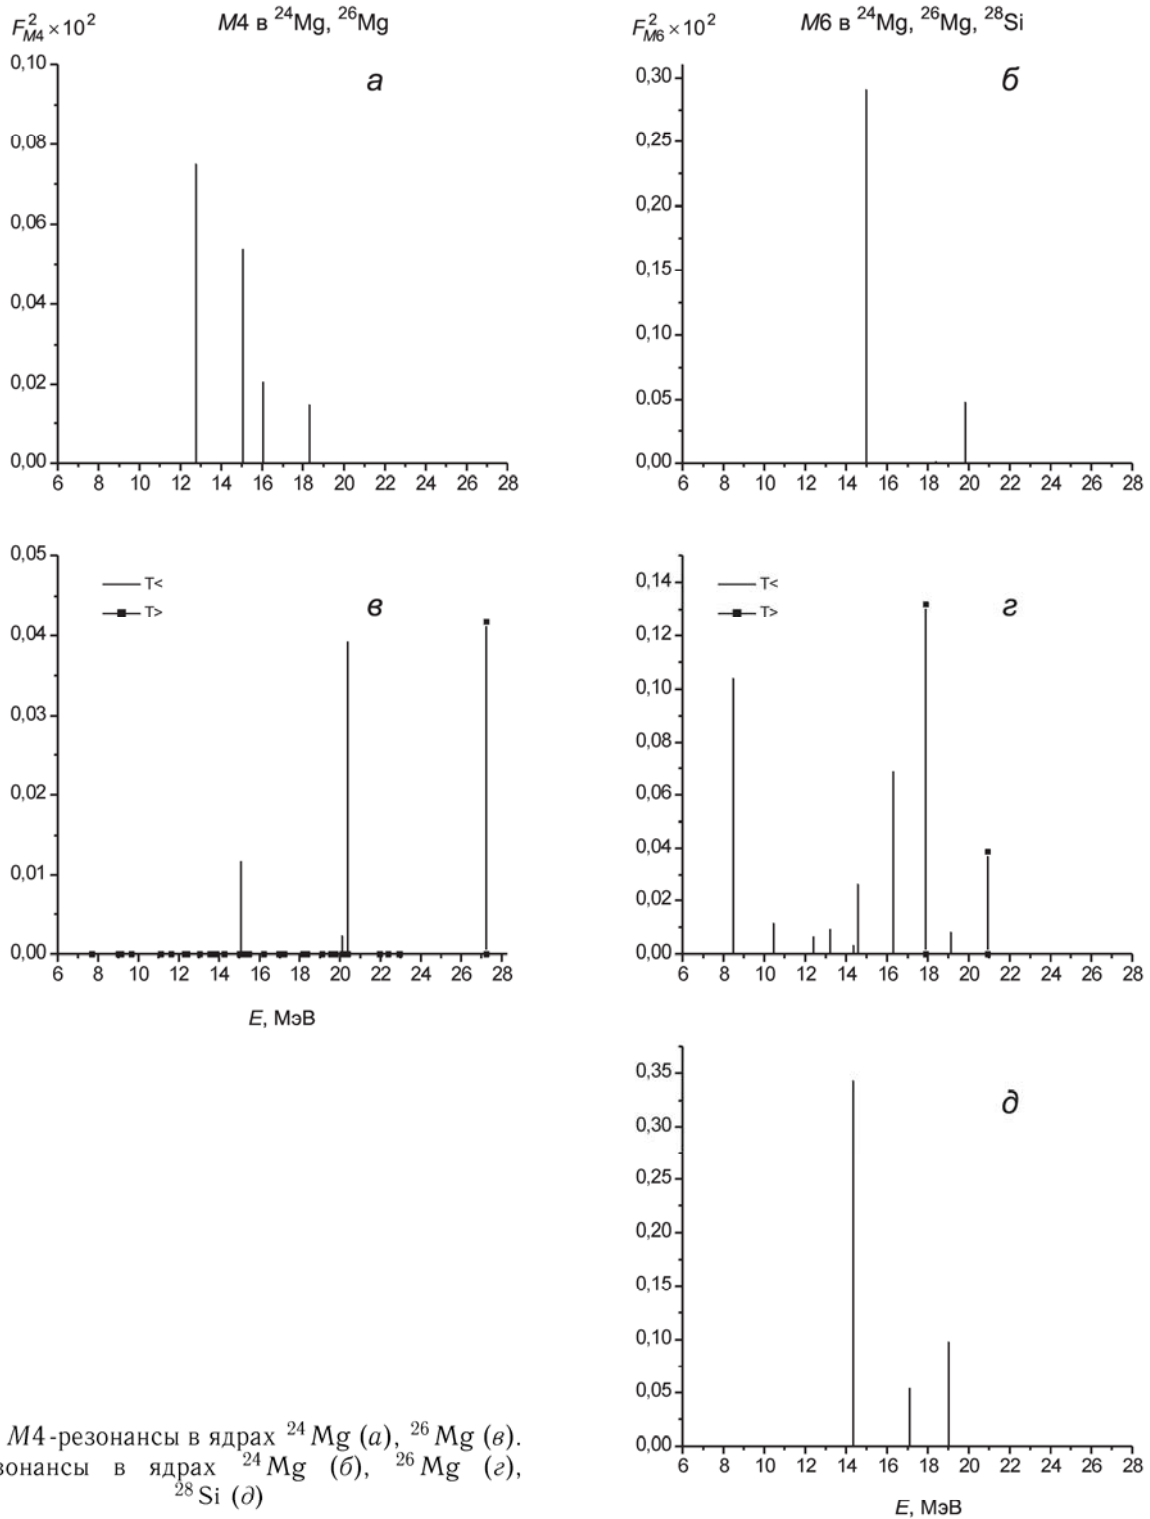 F²M4 × 10² M4 в ²⁴Mg, ²⁶Mg
0,10
а
0,08
0,06
0,04
0,02
0,00
6 8 10 12 14 16 18 20 22 24 26 28
F²M6 × 10² M6 в ²⁴Mg, ²⁶Mg, ²⁸Si
0,30
б
0,25
0,20
0,15
0,10
0.05
0,00
6 8 10 12 14 16 18 20 22 24 26 28
0,05
T<
T>
в
0,04
0,03
0,02
0,01
0,00
6 8 10 12 14 16 18 20 22 24 26 28
E, МэВ
0,14
T<
T>
г
0,12
0,10
0,08
0,06
0,04
0,02
0,00
6 8 10 12 14 16 18 20 22 24 26 28
0,35
д
0,30
0,25
0,20
0,15
0,10
0,05
0,00
6 8 10 12 14 16 18 20 22 24 26 28
E, МэВ
M4-резонансы в ядрах ²⁴Mg (а), ²⁶Mg (в).
зонансы в ядрах ²⁴Mg (б), ²⁶Mg (г),
²⁸Si (д)